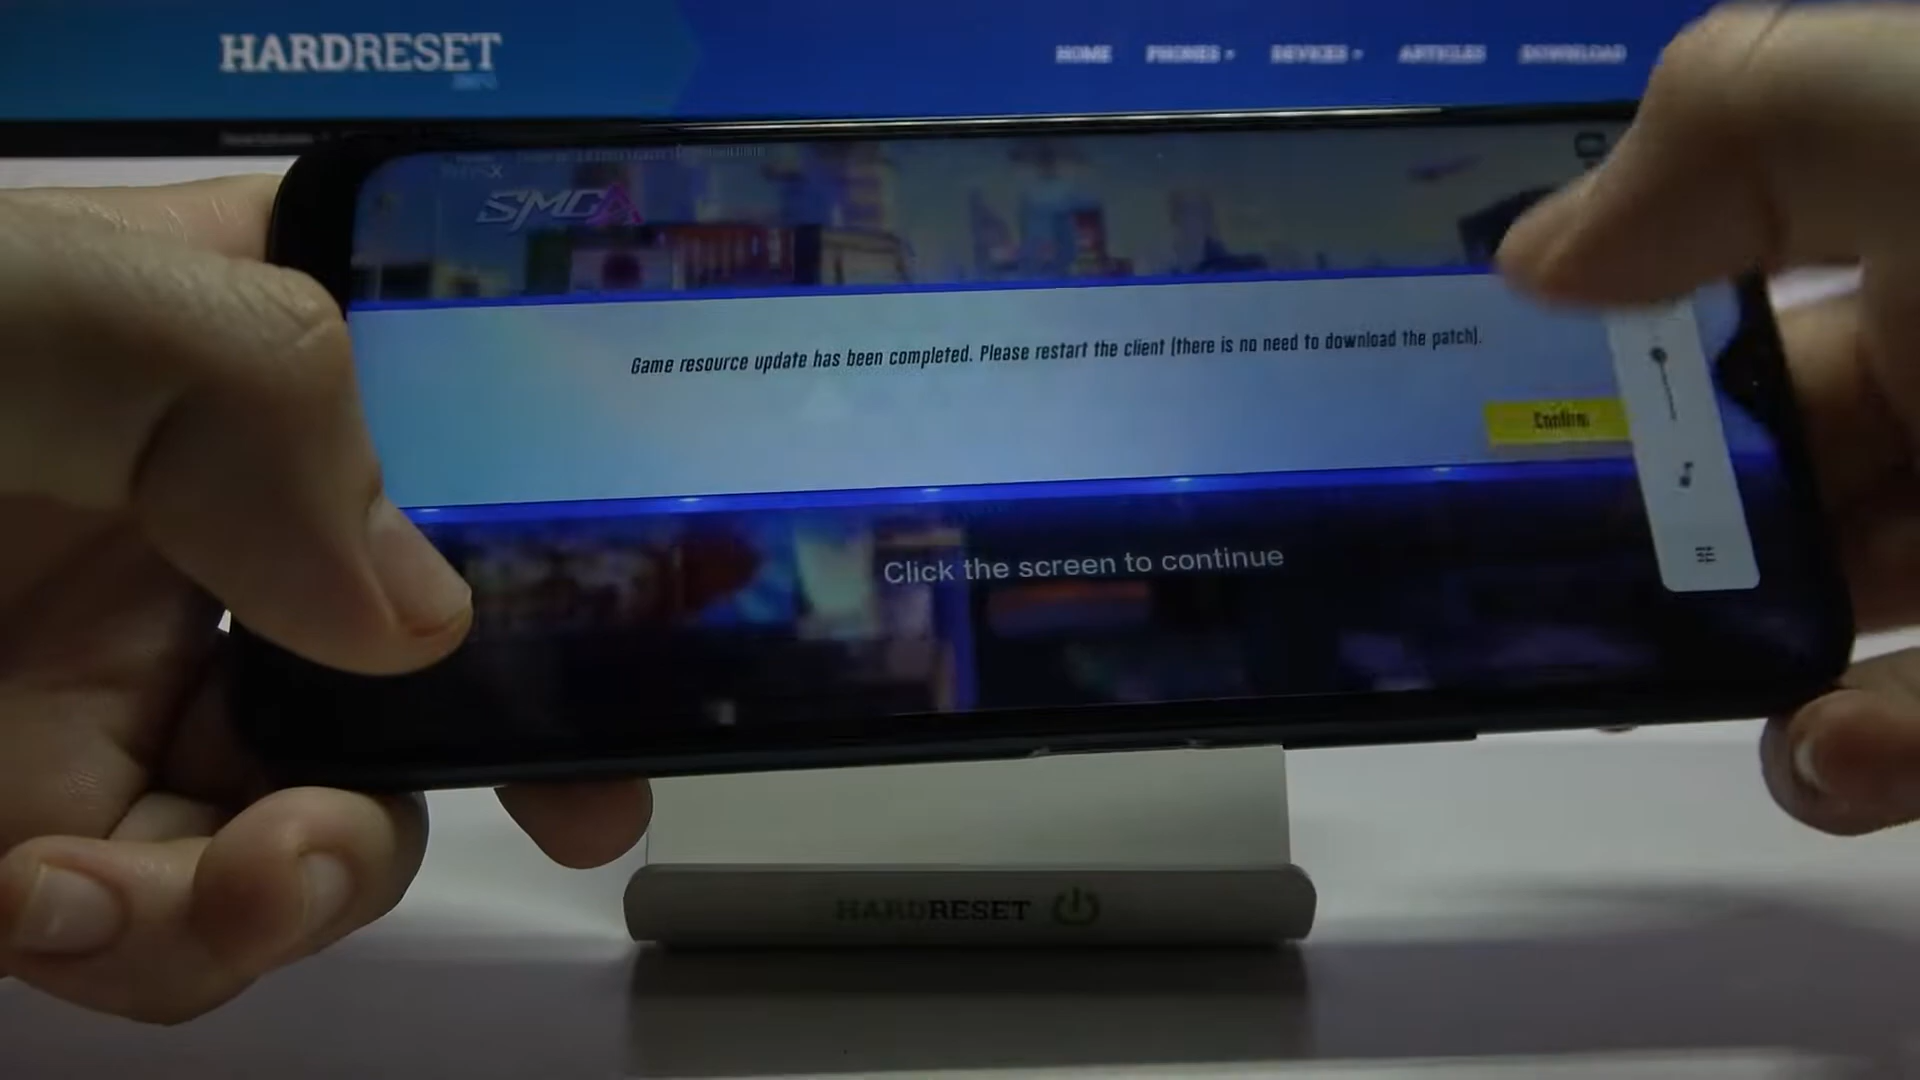 HARDRESET
HOME PHONES DEVICES ARTICLES DOWNLOAD
SMCA
Game resource update has been completed. Please restart the client (there is no need to download the patch).
Confirm
Click the screen to continue
HARDRESET